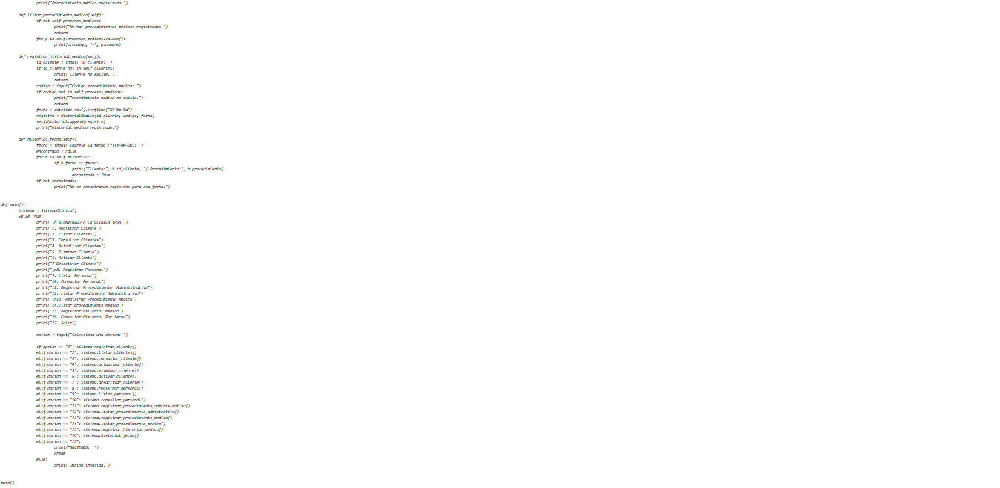 print("Procedimiento médico registrado.")
def listar_procedimiento_medico(self):
if not self.procesos_medicos:
print("No hay procedimientos médicos registrados.")
return
for p in self.procesos_medicos.values():
print(p.codigo, "-", p.nombre)
def registrar_historial_medico(self):
id_cliente = input("ID cliente: ")
if id_cliente not in self.clientes:
print("Cliente no existe.")
return
codigo = input("Código procedimiento médico: ")
if codigo not in self.procesos_medicos:
print("Procedimiento médico no existe.")
return
fecha = datetime.now().strftime("%Y-%m-%d")
registro = HistorialMedico(id_cliente, codigo, fecha)
self.historial.append(registro)
print("Historial médico registrado.")
def historial_fecha(self):
fecha = input("Ingrese la fecha (YYYY-MM-DD): ")
encontrado = False
for h in self.historial:
if h.fecha == fecha:
print("Cliente:", h.id_cliente, "| Procedimiento:", h.procedimiento)
encontrado = True
if not encontrado:
print("No se encontraron registros para esa fecha.")
def main():
sistema = SistemaClinica()
while True:
print("\n BIENVENIDO A LA CLINICA YPSA ")
print("1. Registrar Cliente")
print("2. Listar Clientes")
print("3. Consultar Clientes")
print("4. Actualizar Clientes")
print("5. Eliminar Cliente")
print("6. Activar Cliente")
print("7 Desactivar Cliente")
print("\n8. Registrar Personal")
print("9. Listar Personal")
print("10. Consultar Personal")
print("11. Registrar Procedimiento  Administrativo")
print("12. Listar Procedimiento Administrativo")
print("\n13. Registrar Procedimiento Medico")
print("14.Listar procedimiento Medico")
print("15. Registrar Hsitorial Medico")
print("16. Consultar Historial Por Fecha")
print("17. Salir")
opcion = input("Selecciona una opción: ")
if opcion == "1": sistema.registrar_cliente()
elif opcion == "2": sistema.listar_clientes()
elif opcion == "3": sistema.consultar_cliente()
elif opcion == "4": sistema.actualizar_cliente()
elif opcion == "5": sistema.eliminar_cliente()
elif opcion == "6": sistema.activar_cliente()
elif opcion == "7": sistema.desactivar_cliente()
elif opcion == "8": sistema.registrar_personal()
elif opcion == "9": sistema.listar_personal()
elif opcion == "10": sistema.consultar_personal()
elif opcion == "11": sistema.registrar_procedimiento_administrativo()
elif opcion == "12": sistema.listar_procedimiento_admistrativo()
elif opcion == "13": sistema.registrar_procedimiento_medico()
elif opcion == "14": sistema.listar_procedimiento_medico()
elif opcion == "15": sistema.registrar_historial_medico()
elif opcion == "16": sistema.historial_fecha()
elif opcion == "17":
print("SALIENDO...")
break
else:
print("Opción inválida.")
main()